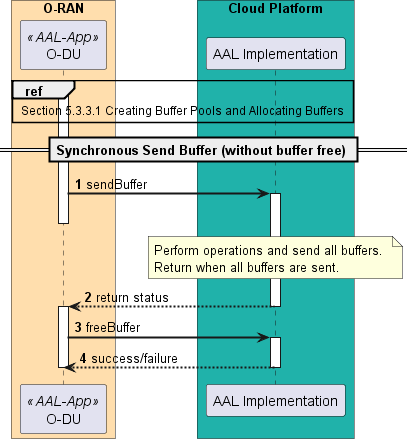 O-RAN
Cloud Platform
« AAL-App»
O-DU
AAL Implementation
ref
Section 5.3.3.1 Creating Buffer Pools and Allocating Buffers
Synchronous Send Buffer (without buffer free)
1 sendBuffer
Perform operations and send all buffers.
Return when all buffers are sent.
2 return status
3 freeBuffer
4 success/failure
« AAL-App»
O-DU
AAL Implementation